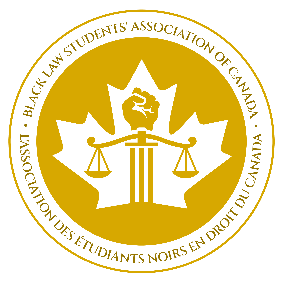 BLACK LAW STUDENTS' ASSOCIATION OF CANADA
L'ASSOCIATION DES ÉTUDIANTS NOIRS EN DROIT DU CANADA